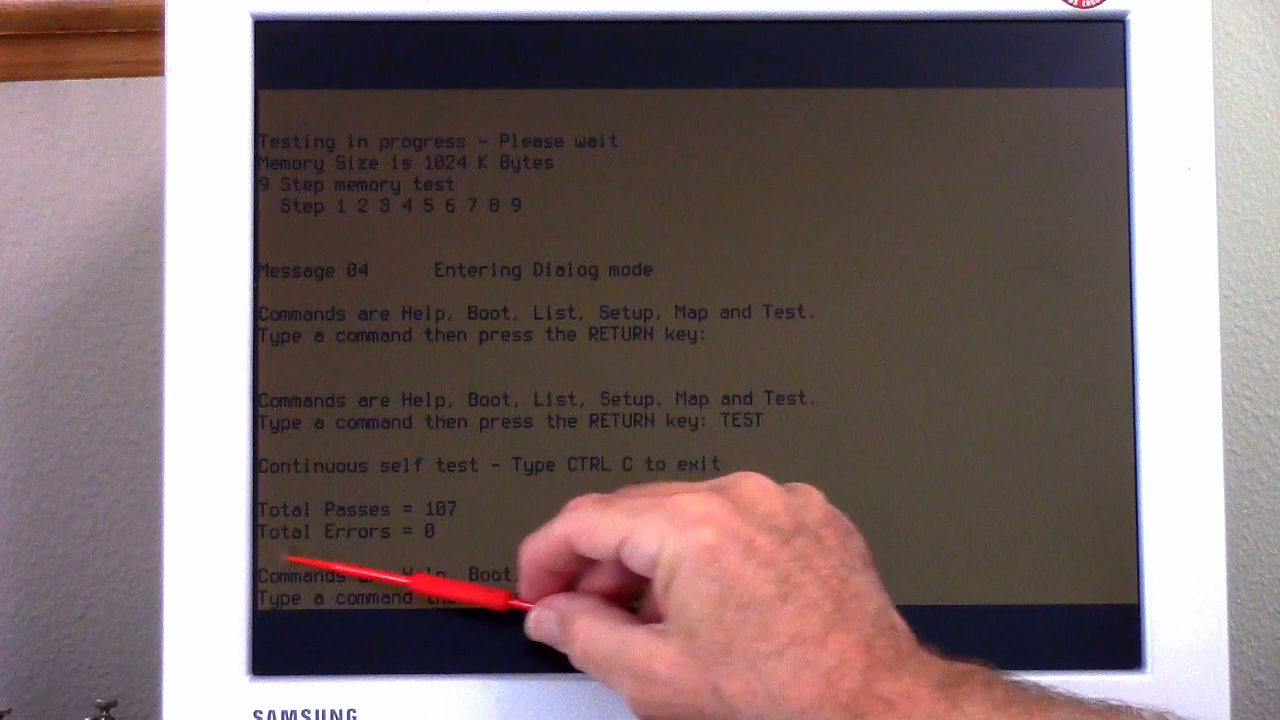 Testing in progress - Please wait
Memory Size is 1024 K Bytes
9 Step memory test
Step 1 2 3 4 5 6 7 8 9
Message 04 Entering Dialog mode
Commands are Help, Boot, List, Setup, Map and Test.
Type a command then press the RETURN key:
Commands are Help, Boot, List, Setup, Map and Test.
Type a command then press the RETURN key: TEST
Continuous self test - Type CTRL C to exit
Total Passes = 107
Total Errors = 0
Commands are Help, Boot,
Type a command
SAMSUNG